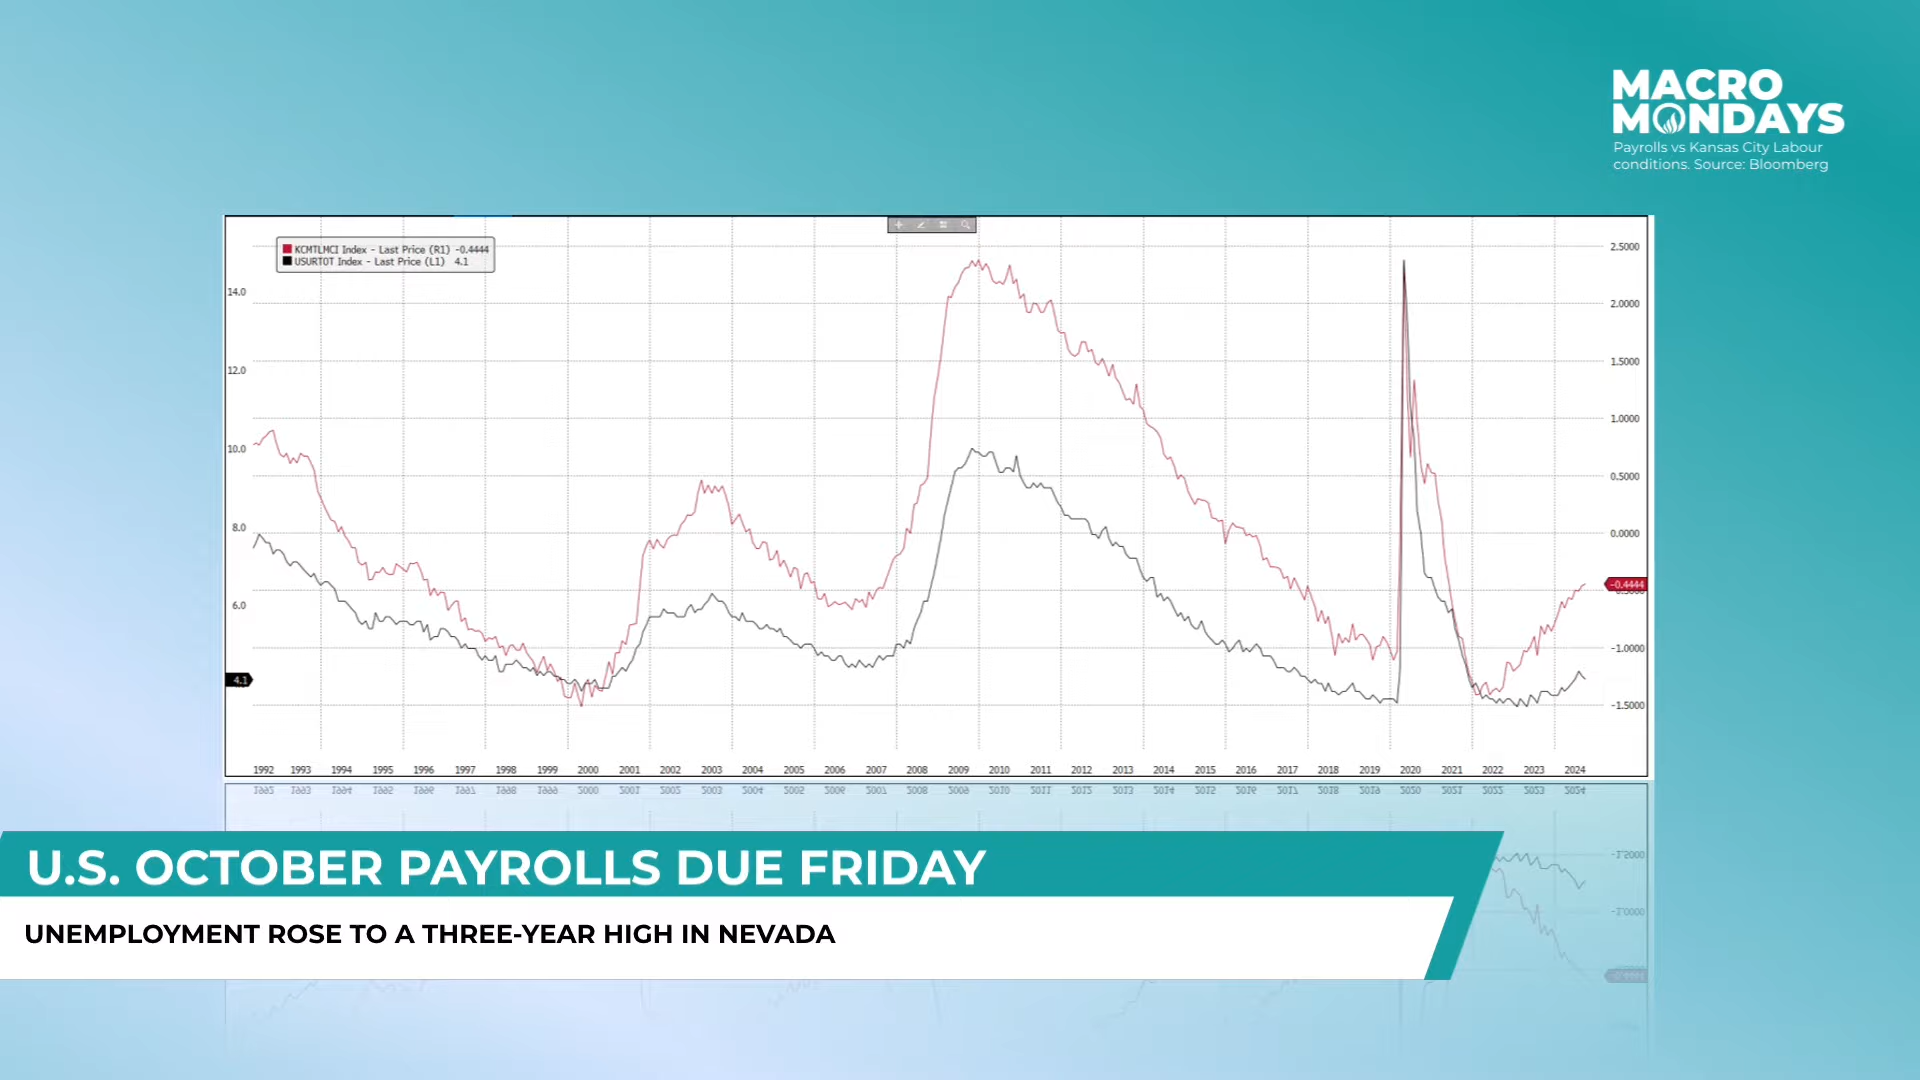 MACRO
MONDAYS
Payrolls vs Kansas City Labour
conditions. Source: Bloomberg
KCMTLMCI Index - Last Price (R1) -0.4444
USURTOT Index - Last Price (L1) 4.1
14.0
12.0
10.0
8.0
6.0
4.1
2.5000
2.0000
1.5000
1.0000
0.5000
0.0000
-0.4444
-1.0000
-1.5000
1992 1993 1994 1995 1996 1997 1998 1999 2000 2001 2002 2003 2004 2005 2006 2007 2008 2009 2010 2011 2012 2013 2014 2015 2016 2017 2018 2019 2020 2021 2022 2023 2024
U.S. OCTOBER PAYROLLS DUE FRIDAY
UNEMPLOYMENT ROSE TO A THREE-YEAR HIGH IN NEVADA